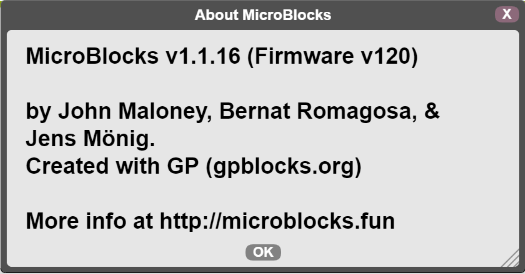 About MicroBlocks
X
MicroBlocks v1.1.16 (Firmware v120)
by John Maloney, Bernat Romagosa, &
Jens Mönig.
Created with GP (gpblocks.org)
More info at http://microblocks.fun
OK